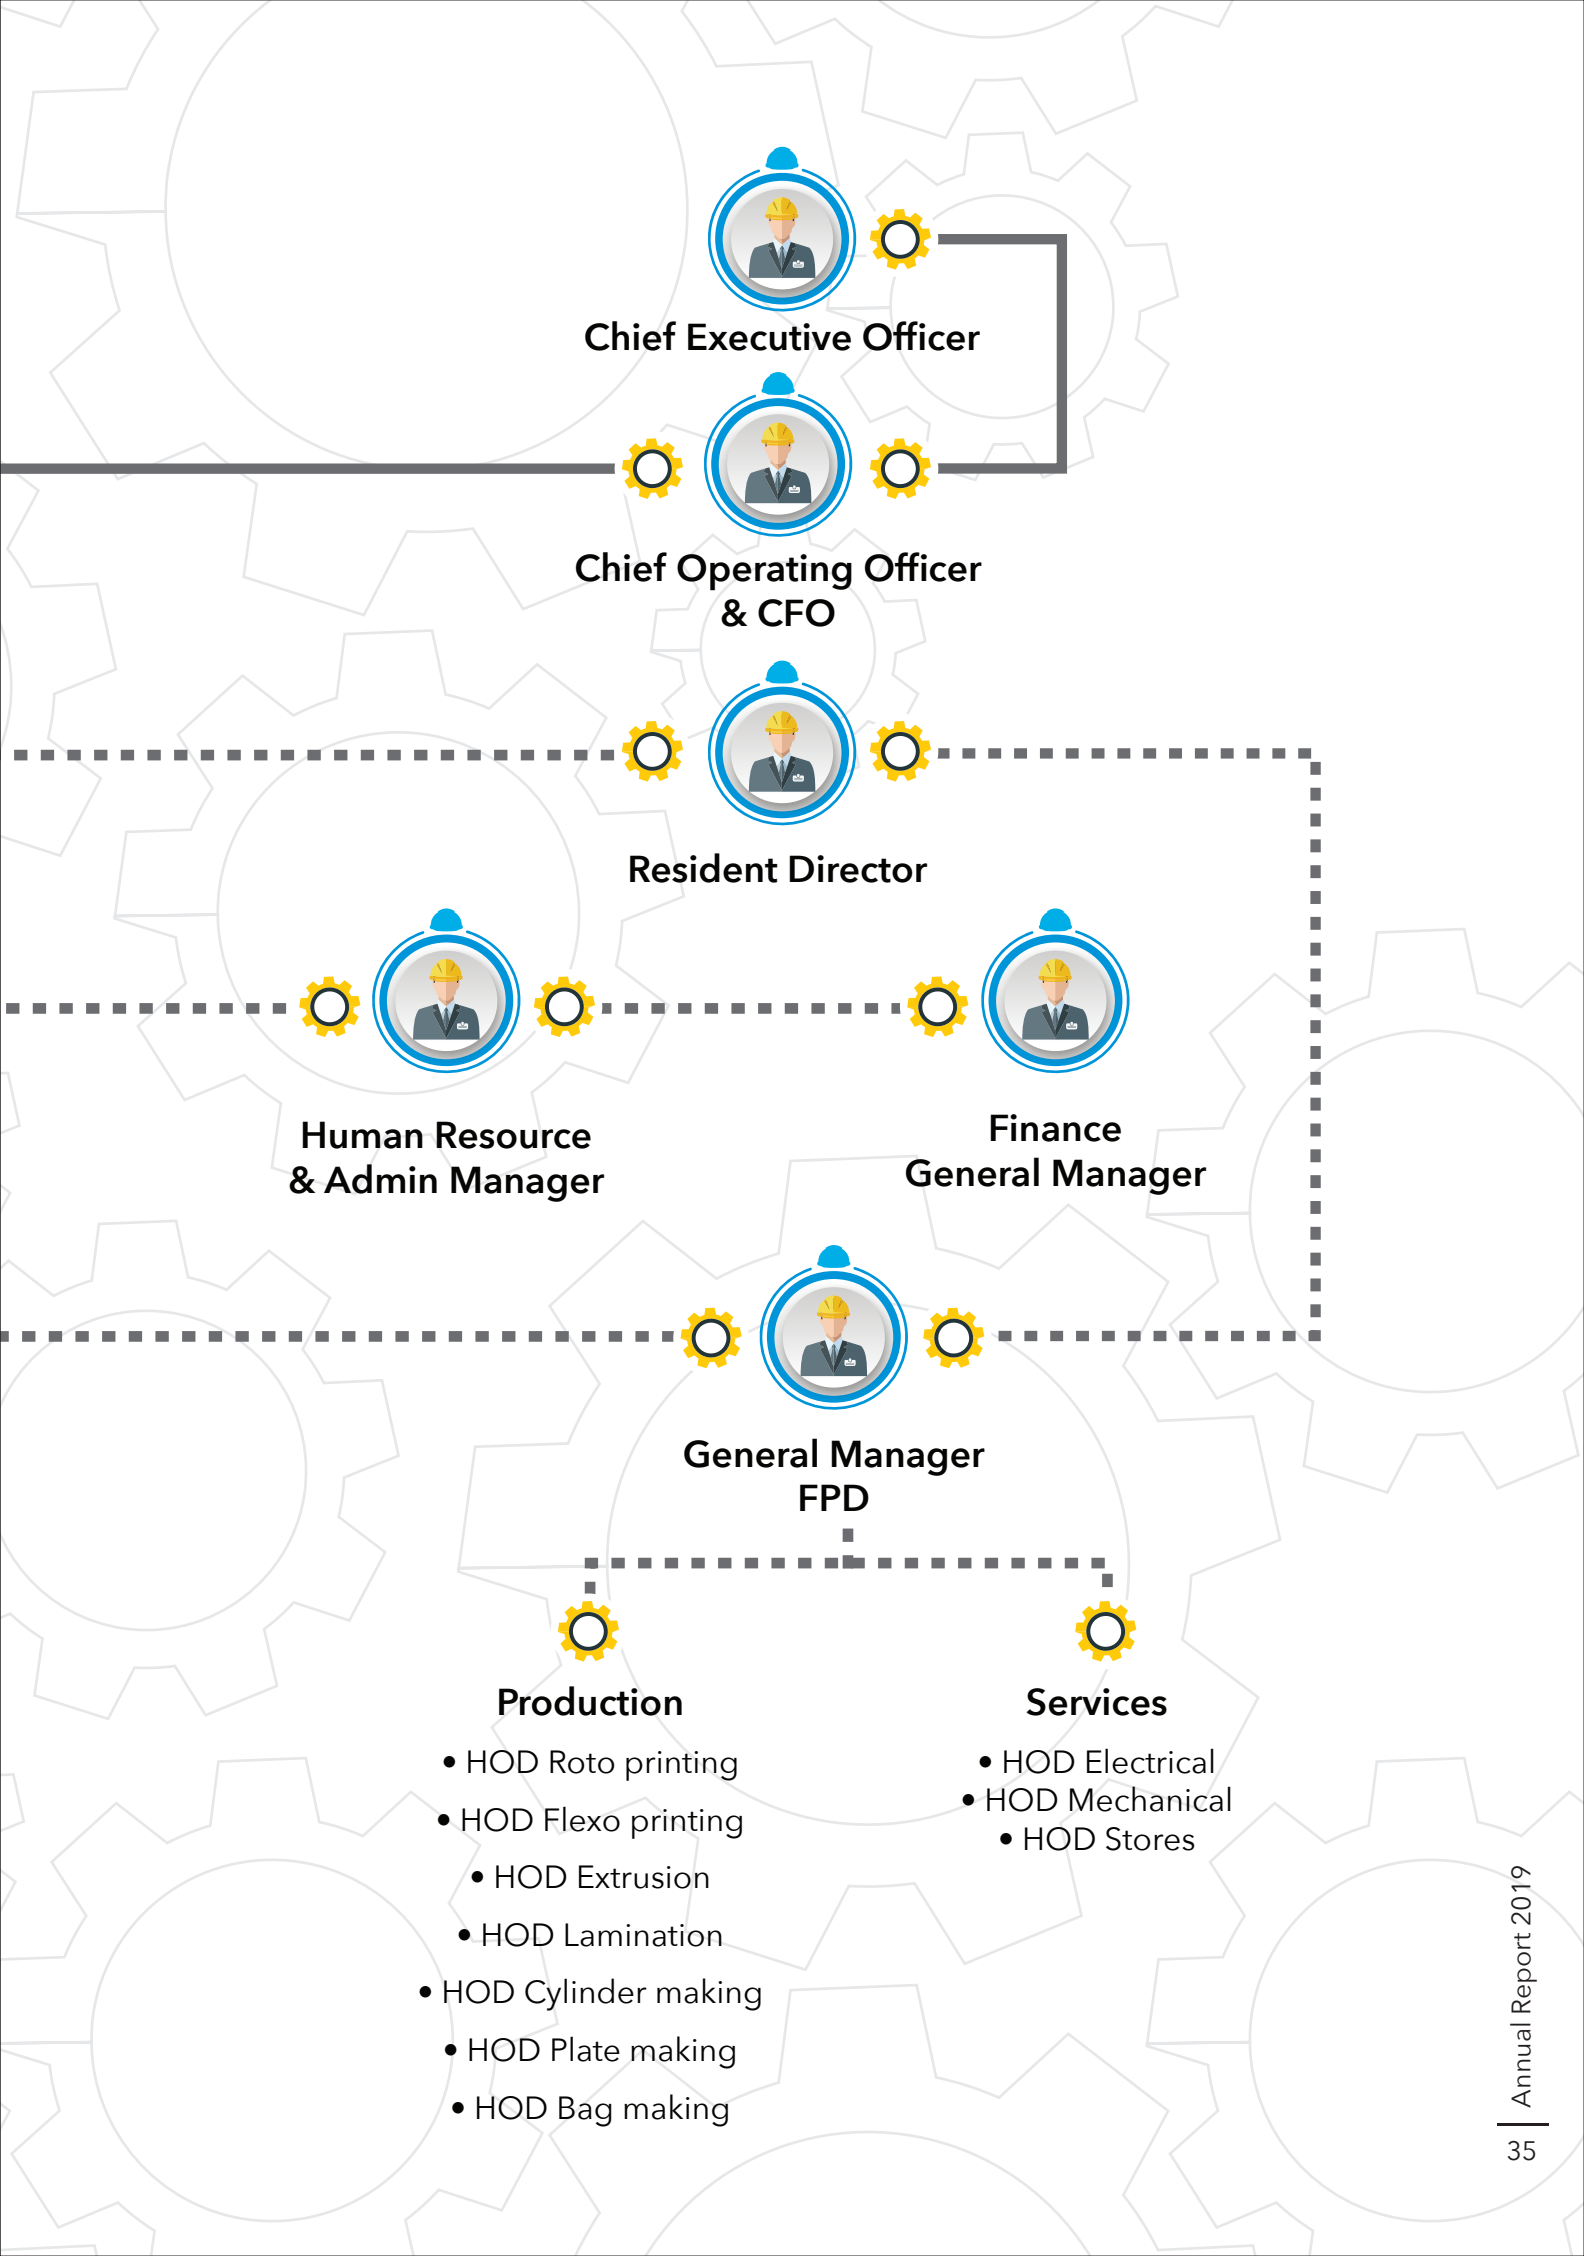 Chief Executive Officer
Chief Operating Officer
& CFO
Resident Director
Human Resource
& Admin Manager
Finance
General Manager
General Manager
FPD
Production
• HOD Roto printing
• HOD Flexo printing
• HOD Extrusion
• HOD Lamination
• HOD Cylinder making
• HOD Plate making
• HOD Bag making
Services
• HOD Electrical
• HOD Mechanical
• HOD Stores
Annual Report 2019
35